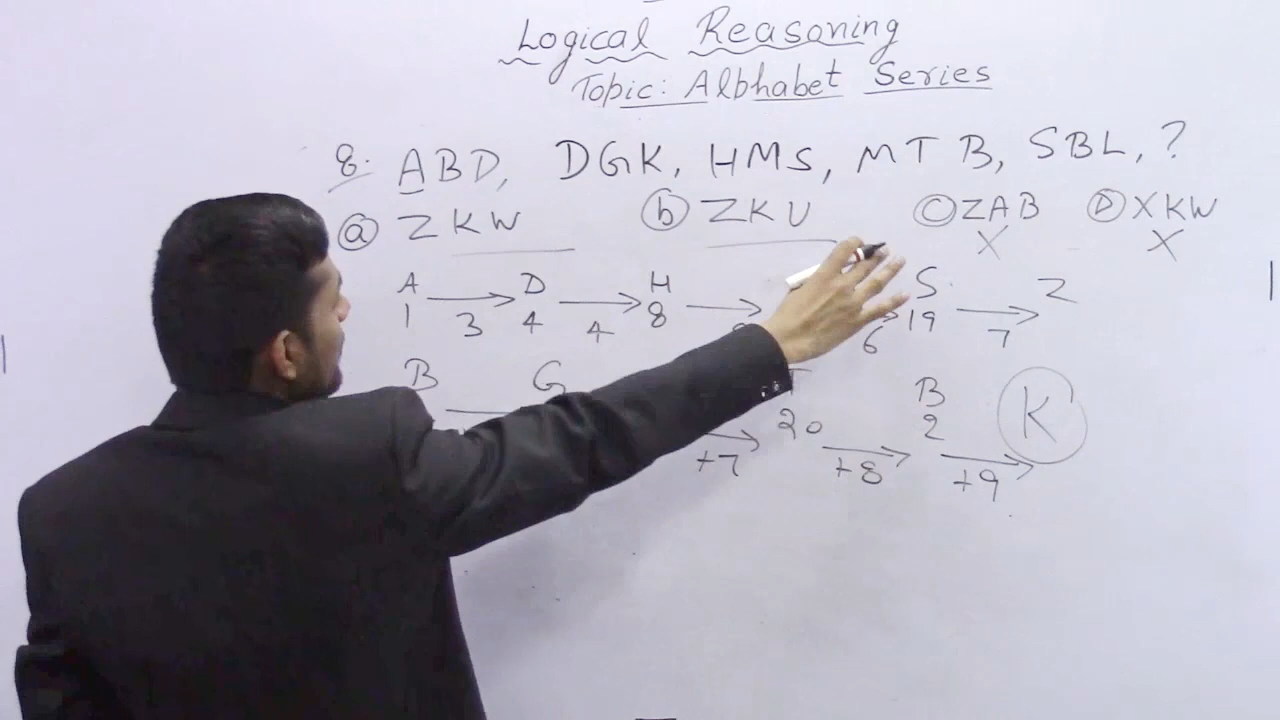 Logical Reasoning
Topic: Albhabet Series
8. ABD, DGK, HMS, MTB, SBL, ?
a ZKW b ZKU C ZAB D XKW
X X
A D H S Z
1 3 4 4 8 6 19 7
B G B K
20 2
+7 +8 +9